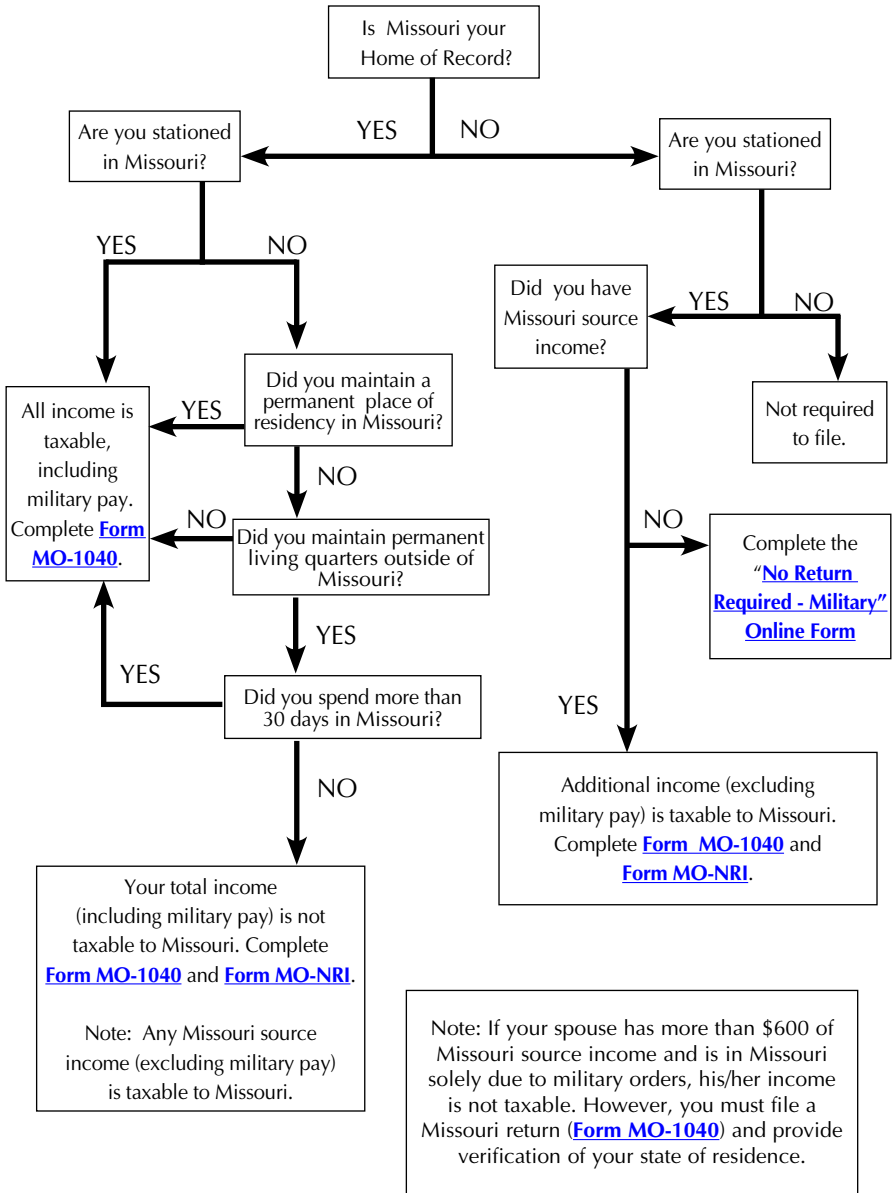 Is Missouri your
Home of Record?
YES
NO
Are you stationed
in Missouri?
Are you stationed
in Missouri?
YES
NO
Did you have
Missouri source
income?
YES
NO
All income is
taxable,
including
military pay.
Complete Form
MO-1040.
YES
Did you maintain a
permanent place of
residency in Missouri?
Not required
to file.
NO
NO
Did you maintain permanent
living quarters outside of
Missouri?
NO
Complete the
“No Return
Required - Military”
Online Form
YES
YES
Did you spend more than
30 days in Missouri?
YES
NO
Additional income (excluding
military pay) is taxable to Missouri.
Complete Form MO-1040 and
Form MO-NRI.
Your total income
(including military pay) is not
taxable to Missouri. Complete
Form MO-1040 and Form MO-NRI.
Note: Any Missouri source
income (excluding military pay)
is taxable to Missouri.
Note: If your spouse has more than $600 of
Missouri source income and is in Missouri
solely due to military orders, his/her income
is not taxable. However, you must file a
Missouri return (Form MO-1040) and provide
verification of your state of residence.